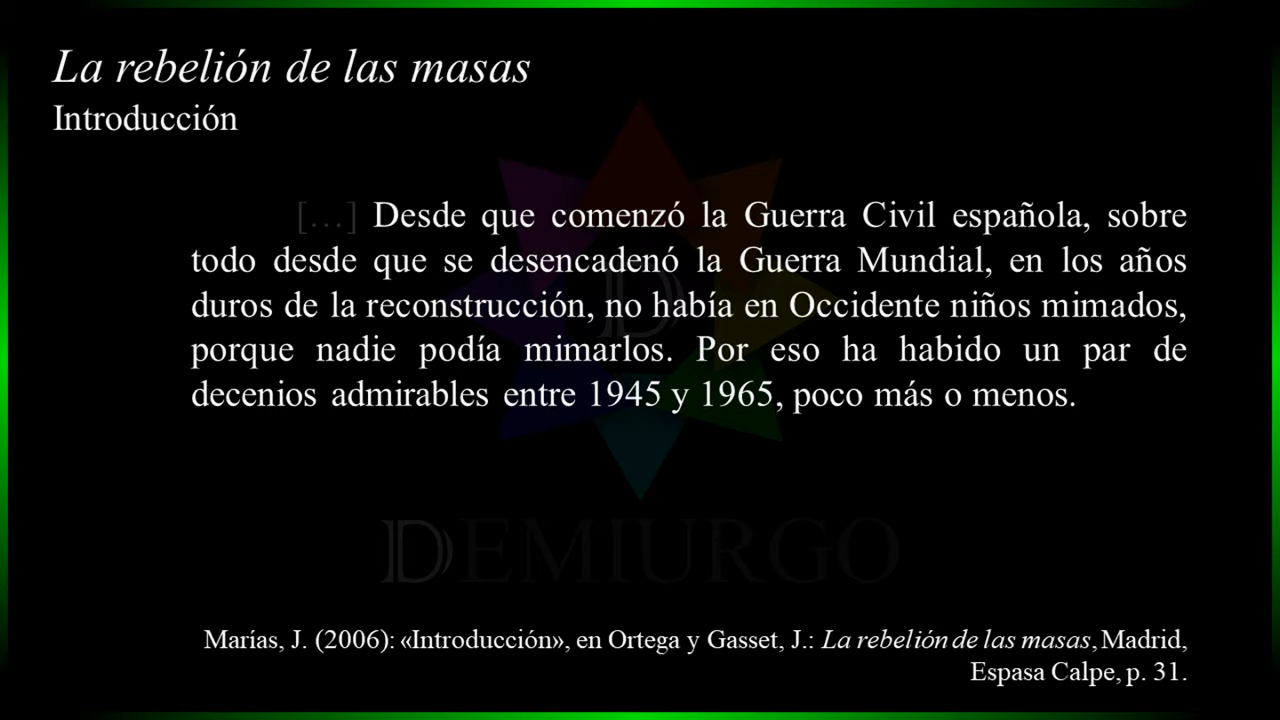 La rebelión de las masas
Introducción
[…] Desde que comenzó la Guerra Civil española, sobre
todo desde que se desencadenó la Guerra Mundial, en los años
duros de la reconstrucción, no había en Occidente niños mimados,
porque nadie podía mimarlos. Por eso ha habido un par de
decenios admirables entre 1945 y 1965, poco más o menos.
D
DEMIURGO
Marías, J. (2006): «Introducción», en Ortega y Gasset, J.: La rebelión de las masas, Madrid,
Espasa Calpe, p. 31.